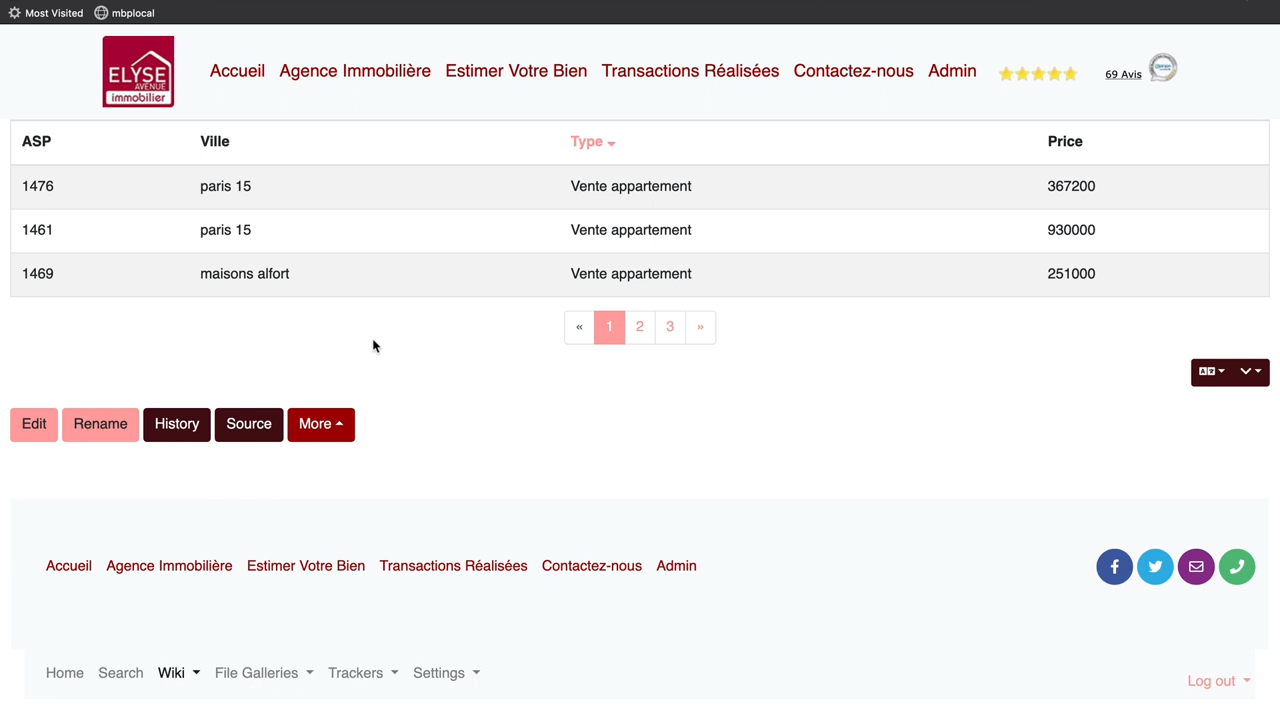 Most Visited mbplocal
ELYSE
AVENUE
immobilier
Accueil Agence Immobilière Estimer Votre Bien Transactions Réalisées Contactez-nous Admin 69 Avis
ASP Ville Type Price
1476 paris 15 Vente appartement 367200
1461 paris 15 Vente appartement 930000
1469 maisons alfort Vente appartement 251000
« 1 2 3 »
Edit Rename History Source More
Accueil Agence Immobilière Estimer Votre Bien Transactions Réalisées Contactez-nous Admin
Home Search Wiki File Galleries Trackers Settings
Log out